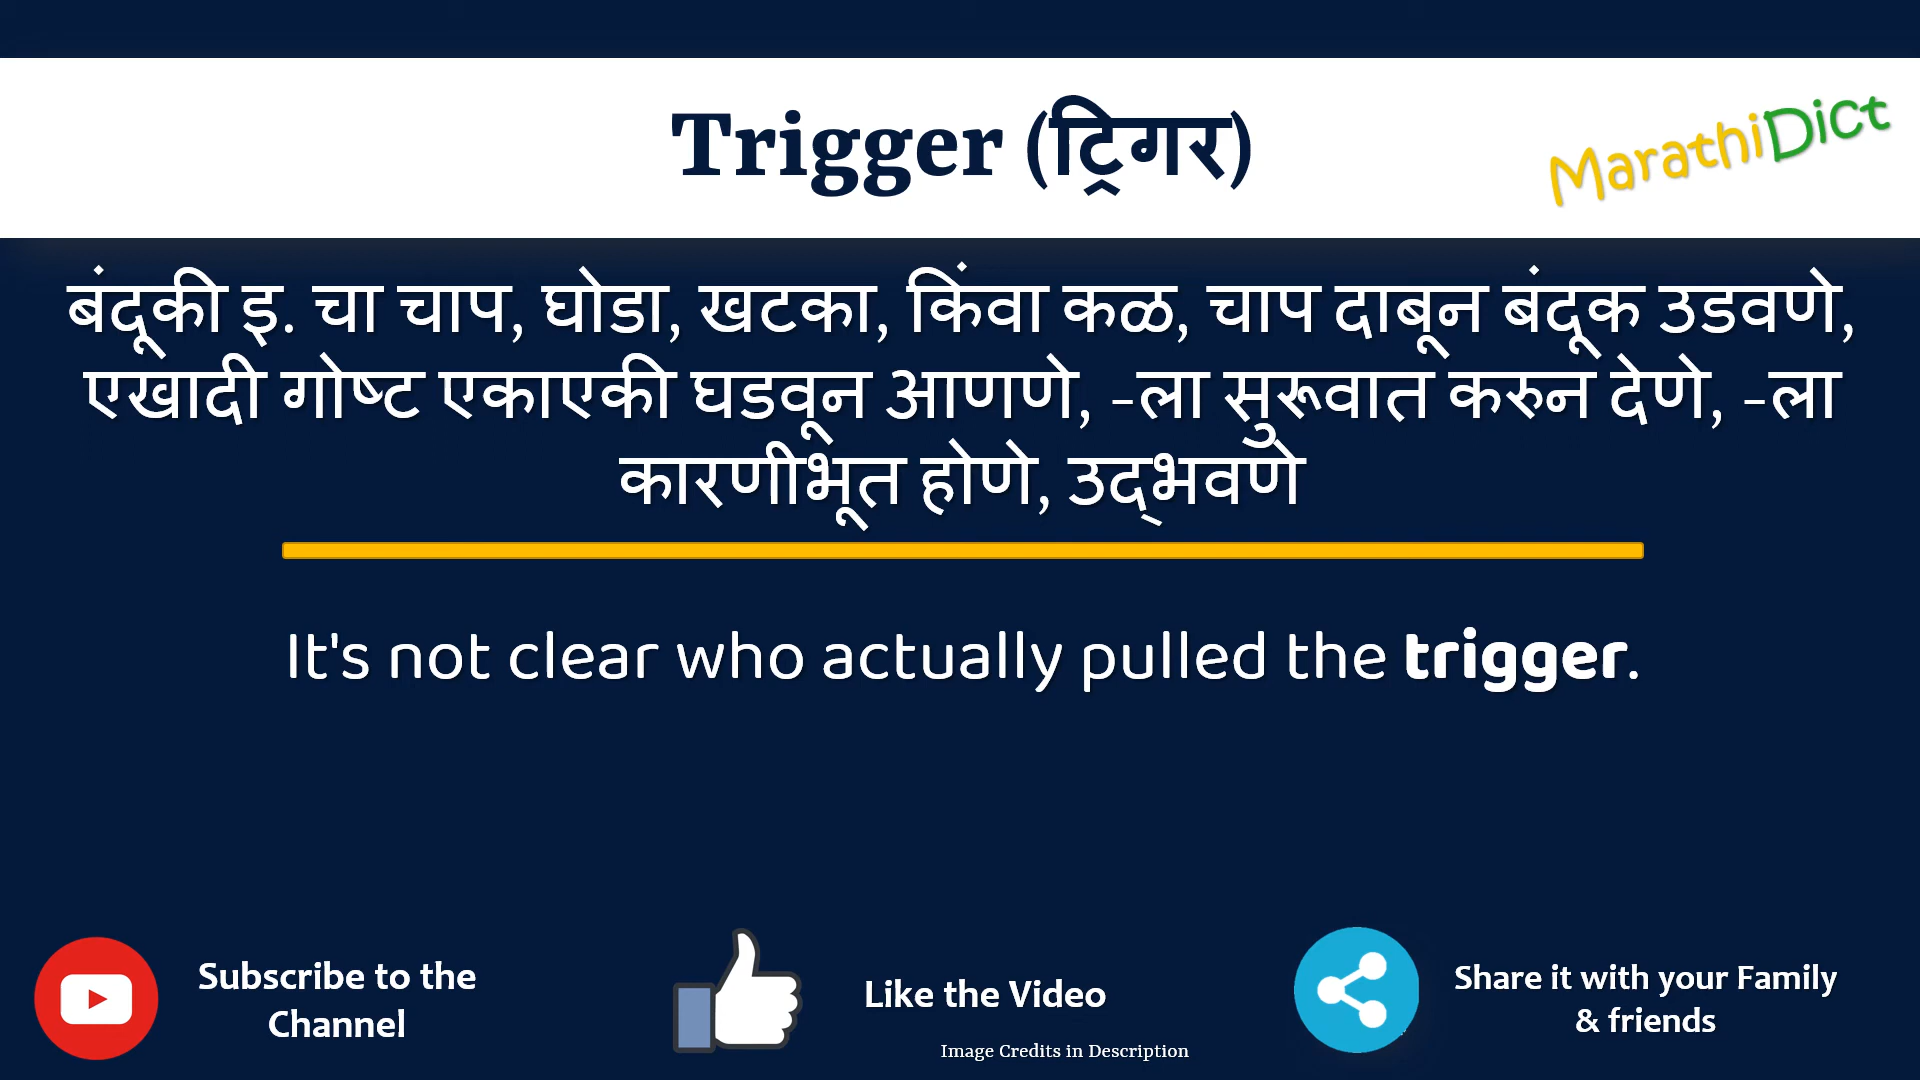 Trigger (ट्रिगर)
MarathiDict
बंदूकी इ. चा चाप, घोडा, खटका, किंवा कळ, चाप दाबून बंदूक उडवणे,
एखादी गोष्ट एकाएकी घडवून आणणे, -ला सुरूवात करुन देणे, -ला
कारणीभूत होणे, उद्‌भवणे
It's not clear who actually pulled the trigger.
Subscribe to the
Channel
Like the Video
Share it with your Family
& friends
Image Credits in Description